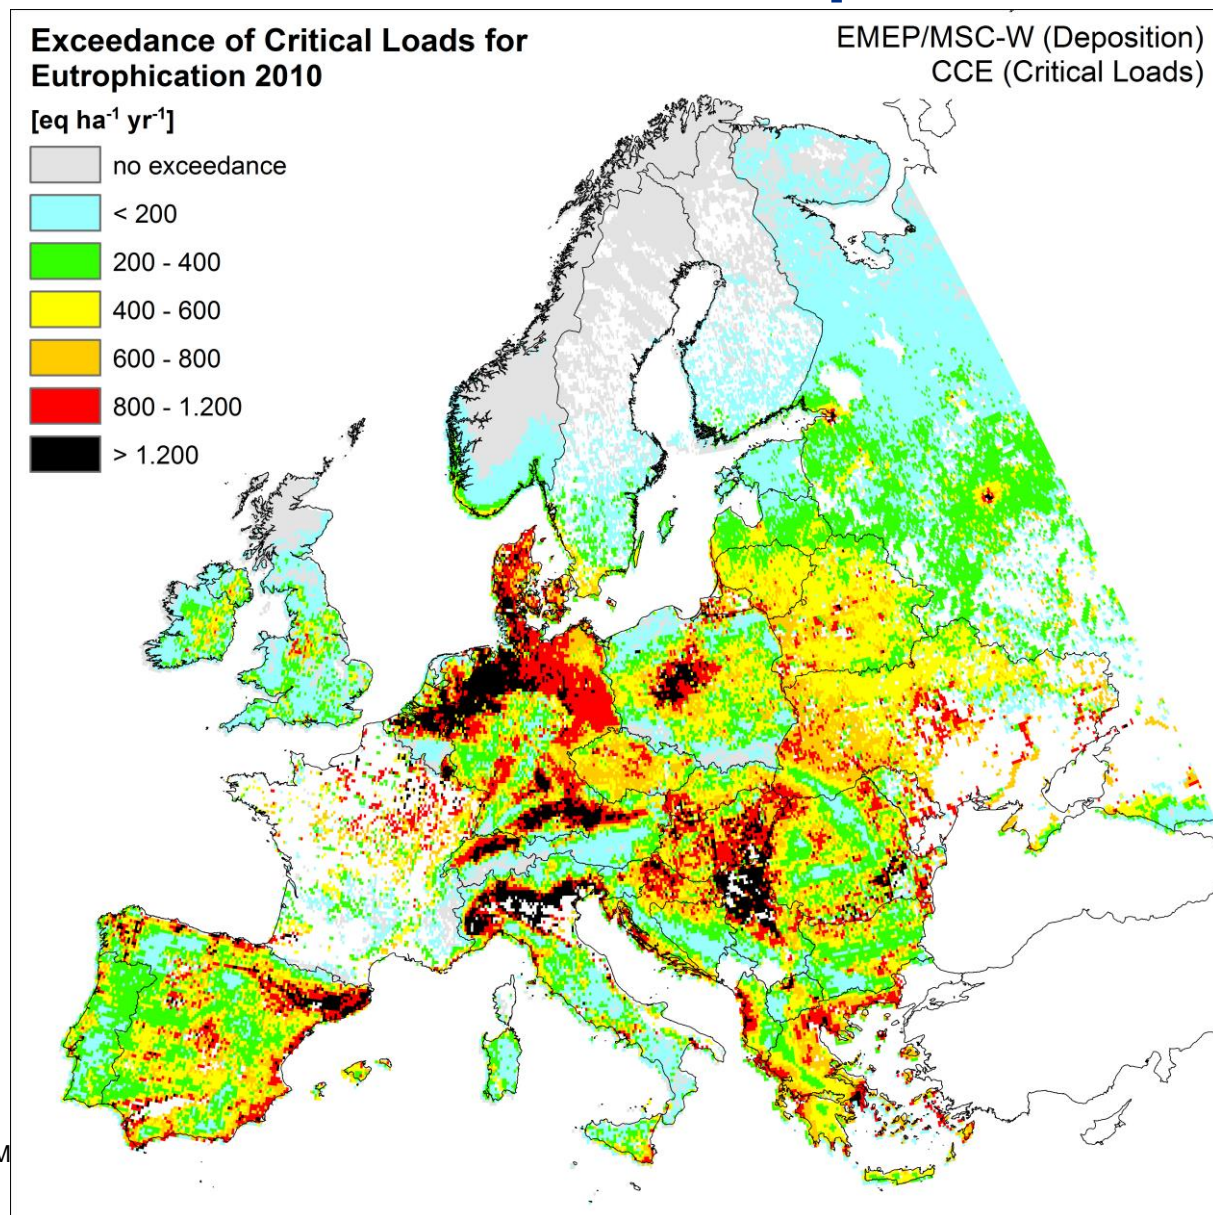 Exceedance of Critical Loads for
Eutrophication 2010
[eq ha⁻¹ yr⁻¹]
no exceedance
< 200
200 - 400
400 - 600
600 - 800
800 - 1.200
> 1.200
EMEP/MSC-W (Deposition)
CCE (Critical Loads)
M